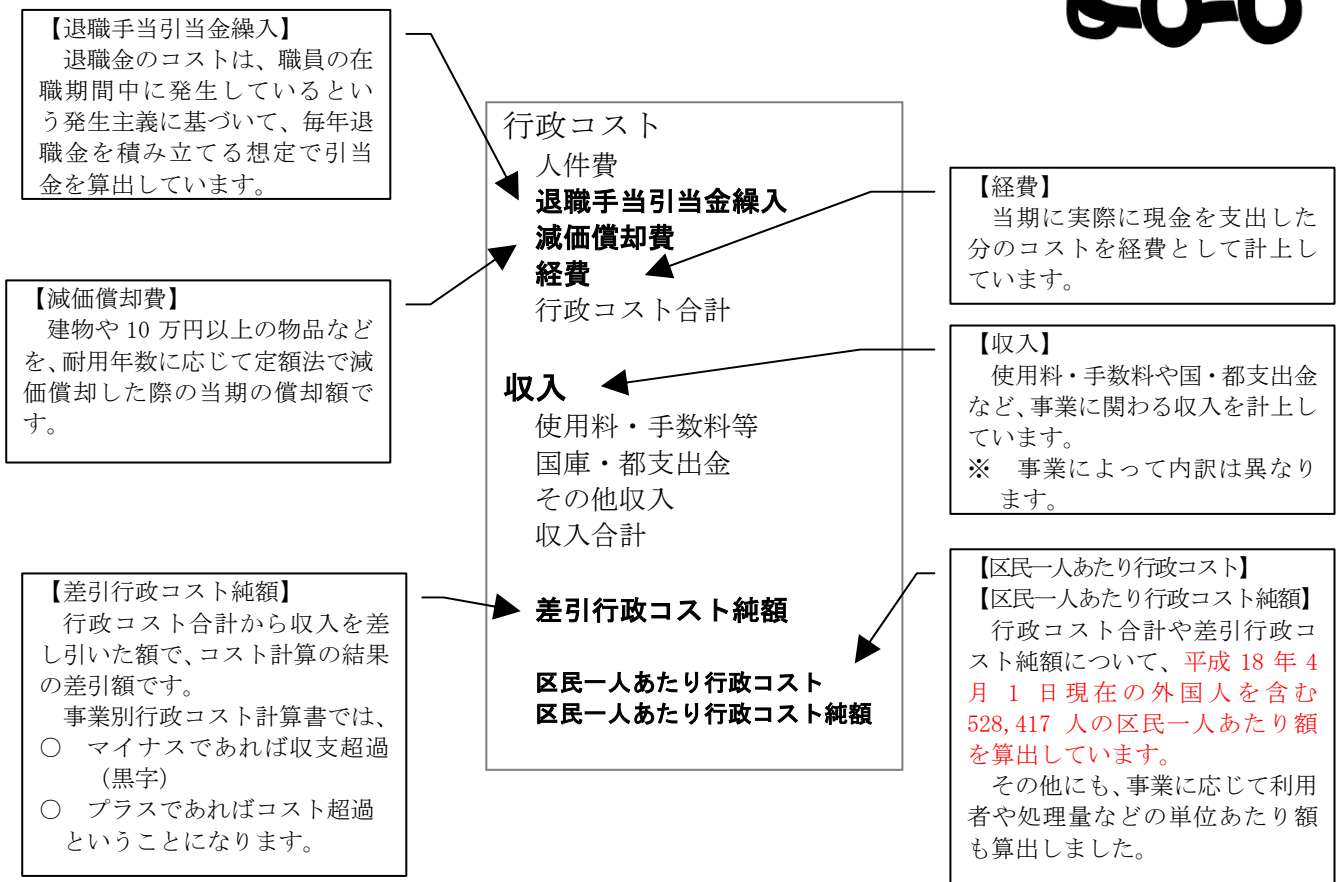 【退職手当引当金繰入】
退職金のコストは、職員の在
職期間中に発生しているとい
う発生主義に基づいて、毎年退
職金を積み立てる想定で引当
金を算出しています。
【減価償却費】
建物や 10 万円以上の物品など
を、耐用年数に応じて定額法で減
価償却した際の当期の償却額で
す。
【差引行政コスト純額】
行政コスト合計から収入を差
し引いた額で、コスト計算の結果
の差引額です。
事業別行政コスト計算書では、
○ マイナスであれば収支超過
(黒字)
○ プラスであればコスト超過
ということになります。
行政コスト
人件費
退職手当引当金繰入
減価償却費
経費
行政コスト合計
収入
使用料・手数料等
国庫・都支出金
その他収入
収入合計
差引行政コスト純額
区民一人あたり行政コスト
区民一人あたり行政コスト純額
【経費】
当期に実際に現金を支出した
分のコストを経費として計上し
ています。
【収入】
使用料・手数料や国・都支出金
など、事業に関わる収入を計上し
ています。
※ 事業によって内訳は異なり
ます。
【区民一人あたり行政コスト】
【区民一人あたり行政コスト純額】
行政コスト合計や差引行政コ
スト純額について、平成 18 年 4
月 1 日現在の外国人を含む
528,417 人の区民一人あたり額
を算出しています。
その他にも、事業に応じて利用
者や処理量などの単位あたり額
も算出しました。